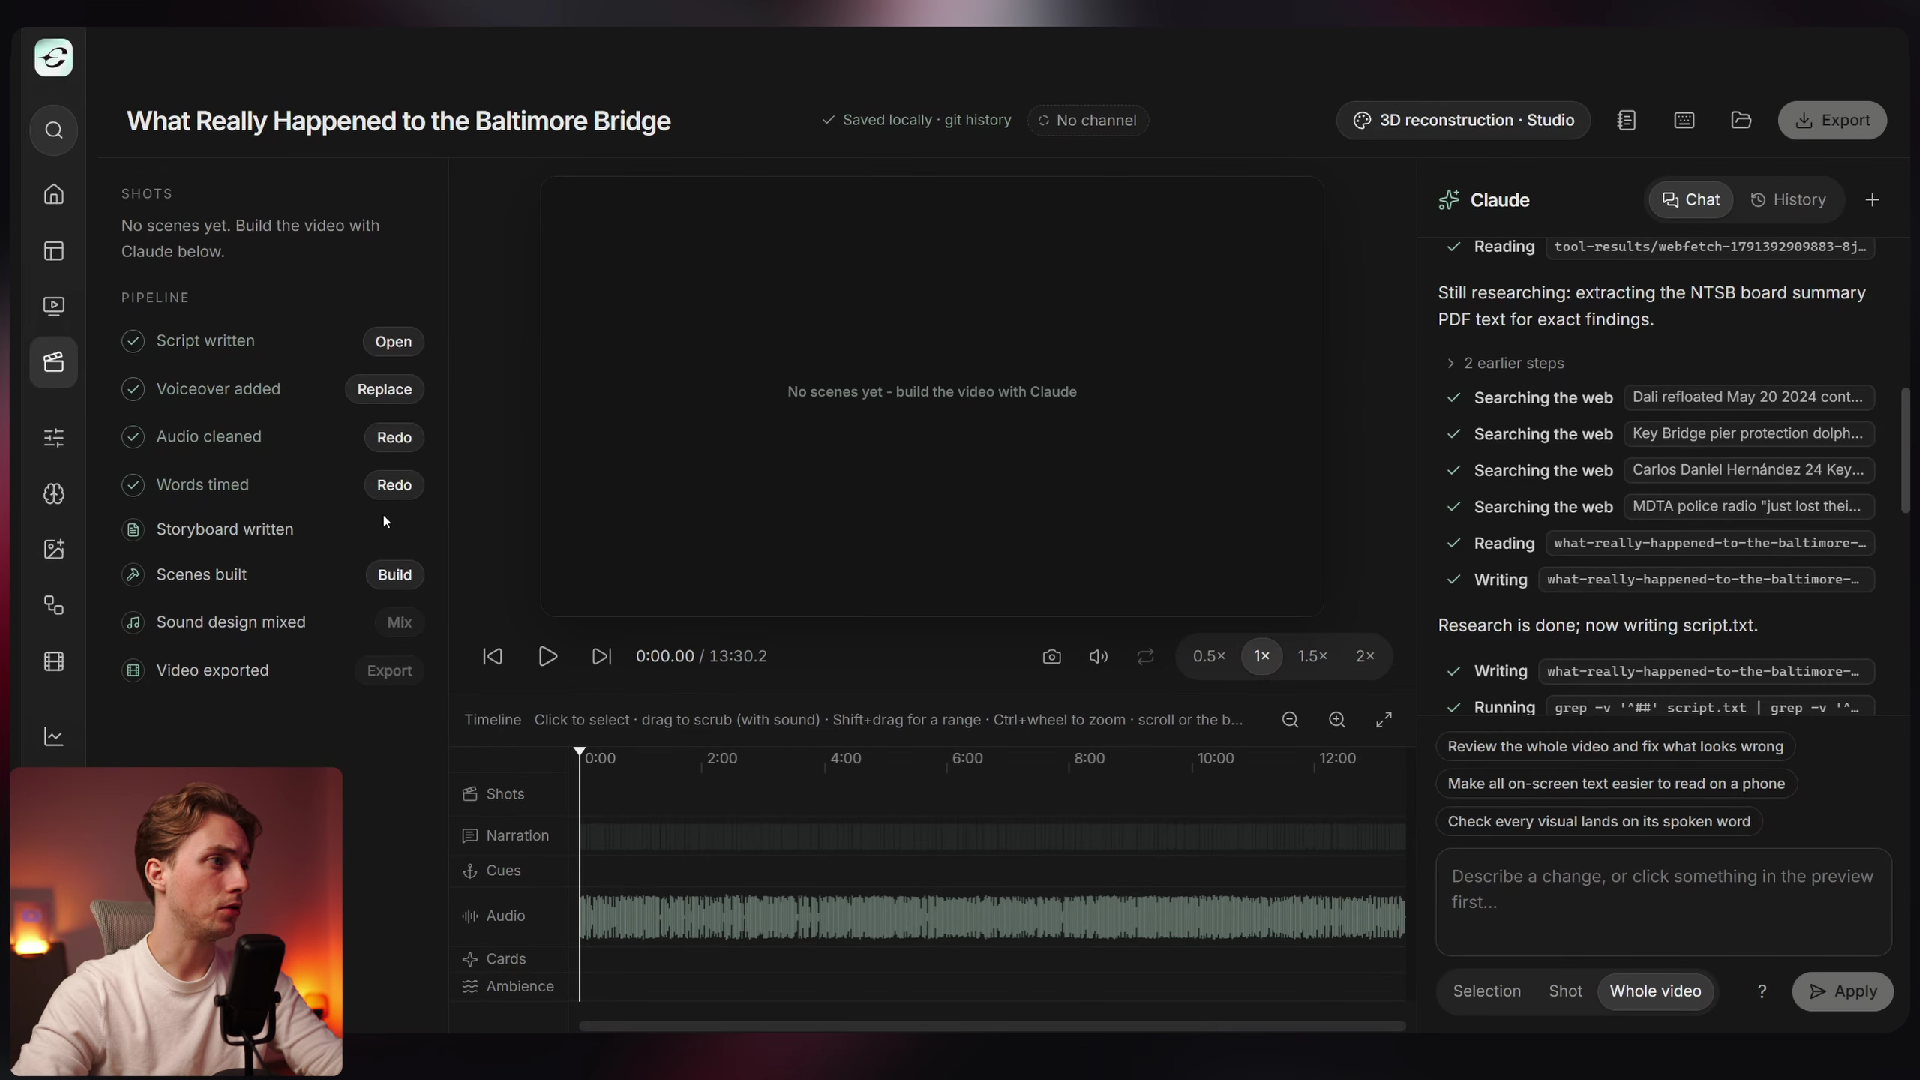 What Really Happened to the Baltimore Bridge
Saved locally · git history
No channel
3D reconstruction · Studio
Export
SHOTS
No scenes yet. Build the video with
Claude below.
PIPELINE
Script written
Open
Voiceover added
Replace
Audio cleaned
Redo
Words timed
Redo
Storyboard written
Scenes built
Build
Sound design mixed
Mix
Video exported
Export
No scenes yet - build the video with Claude
0:00.00 / 13:30.2
0.5×
1×
1.5×
2×
Timeline
Click to select · drag to scrub (with sound) · Shift+drag for a range · Ctrl+wheel to zoom · scroll or the b...
0:00
2:00
4:00
6:00
8:00
10:00
12:00
Shots
Narration
Cues
Audio
Cards
Ambience
Claude
Chat
History
Reading tool-results/webfetch-1791392909883-8j...
Still researching: extracting the NTSB board summary
PDF text for exact findings.
2 earlier steps
Searching the web Dali refloated May 20 2024 cont...
Searching the web Key Bridge pier protection dolph...
Searching the web Carlos Daniel Hernández 24 Key...
Searching the web MDTA police radio "just lost thei...
Reading what-really-happened-to-the-baltimore-...
Writing what-really-happened-to-the-baltimore-...
Research is done; now writing script.txt.
Writing what-really-happened-to-the-baltimore-...
Running grep -v '^##' script.txt | grep -v '^...
Review the whole video and fix what looks wrong
Make all on-screen text easier to read on a phone
Check every visual lands on its spoken word
Describe a change, or click something in the preview
first...
Selection
Shot
Whole video
?
Apply